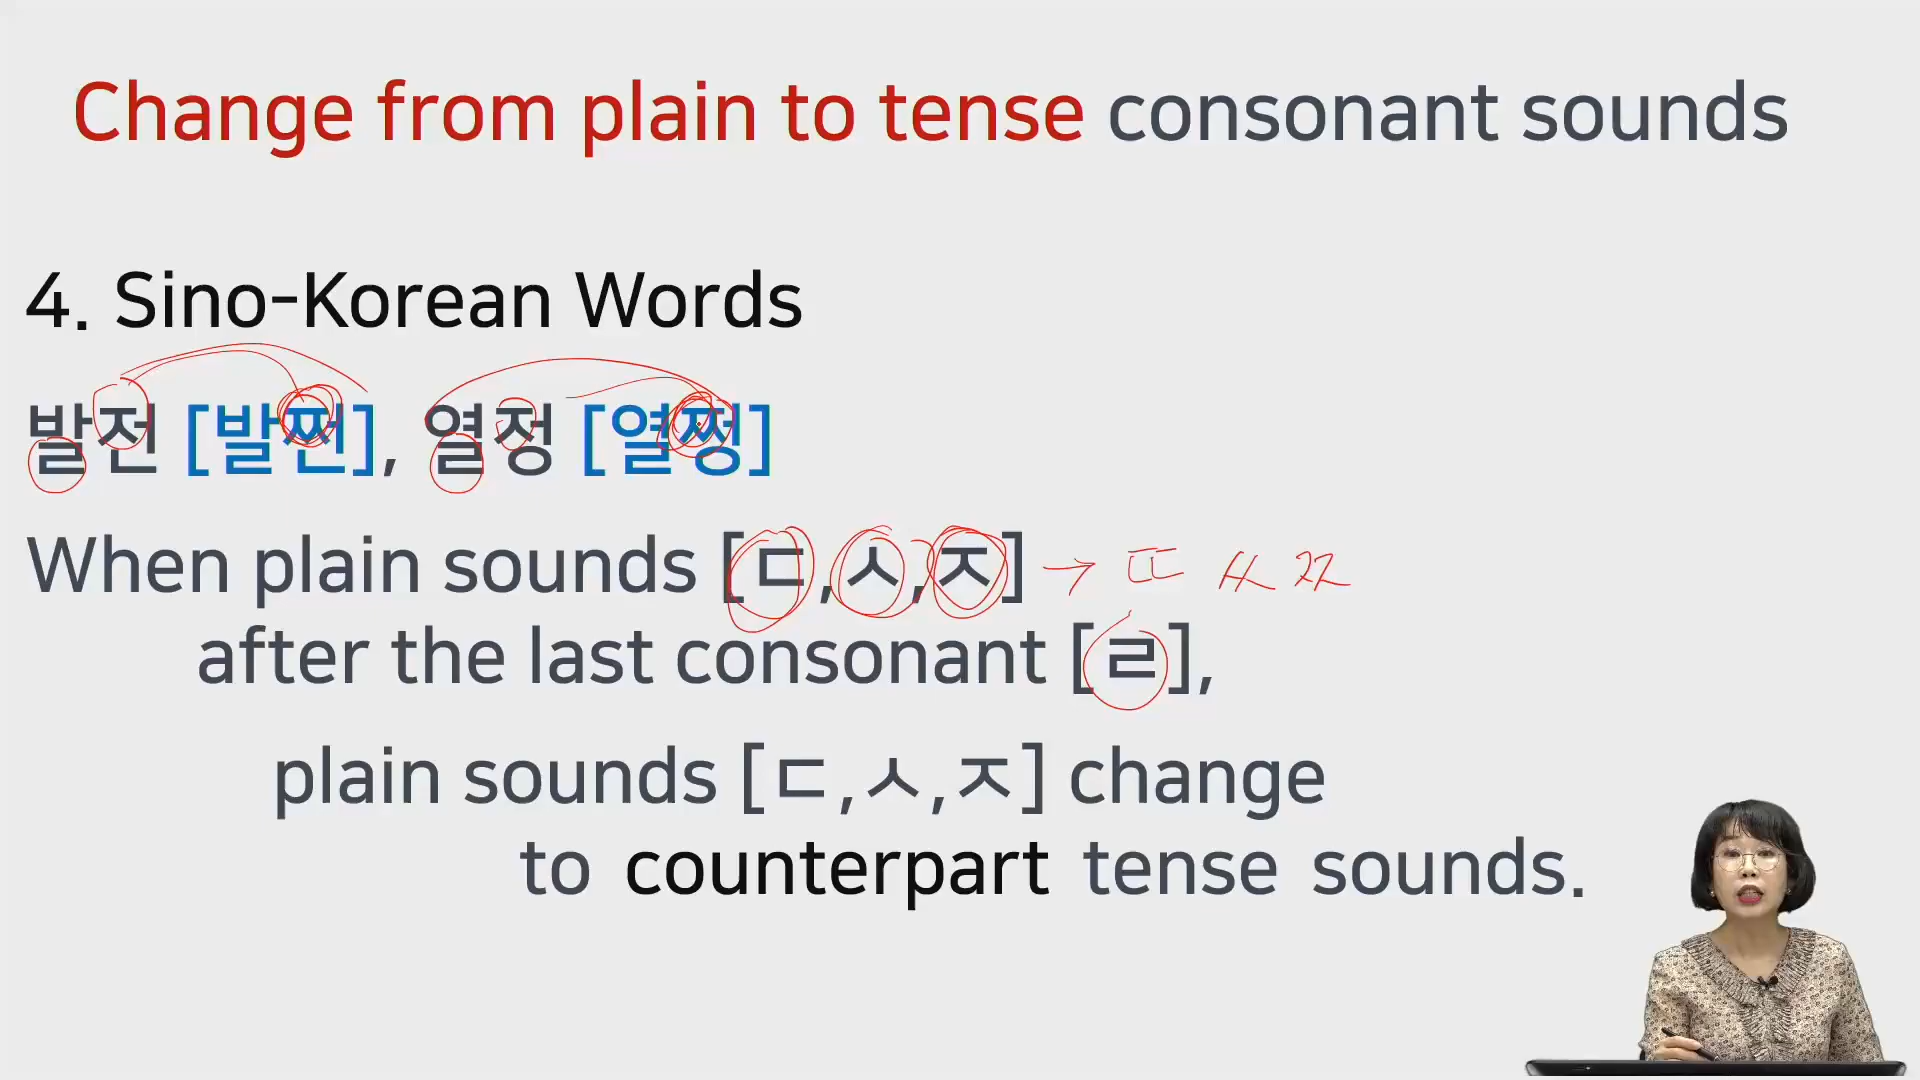 Change from plain to tense consonant sounds
4. Sino-Korean Words
발전 [발쩐], 열정 [열쩡]
When plain sounds [ㄷ,ㅅ,ㅈ] → ㄸ ㅆ ㅉ
after the last consonant [ㄹ],
plain sounds [ㄷ,ㅅ,ㅈ] change
to counterpart tense sounds.